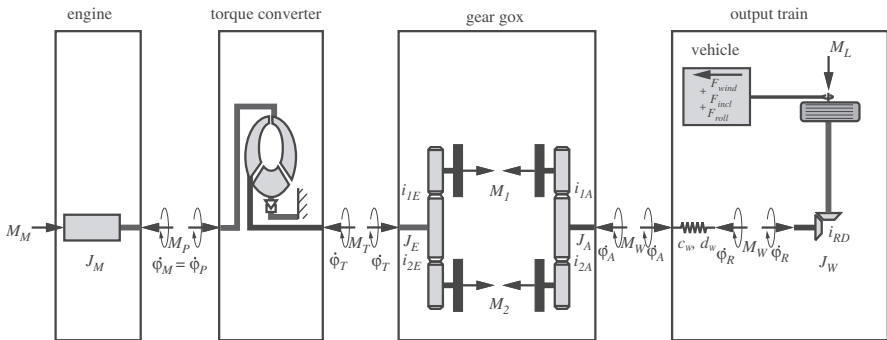 engine
torque converter
gear gox
output train
vehicle
M_L
F_wind
+ F_incl
+ F_roll
i_1E
M_1
i_1A
M_M
J_M
M_P
φ̇_M = φ̇_P
M_T
φ̇_T
φ̇_T
J_E
i_2E
M_2
J_A
i_2A
φ̇_A
M_W
φ̇_A
c_W, d_W
φ̇_R
M_W
φ̇_R
i_RD
J_W